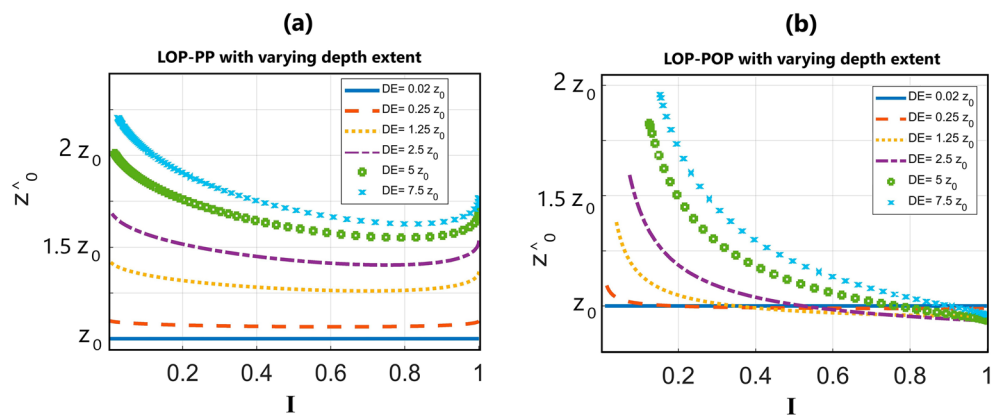 (a)
LOP-PP with varying depth extent
DE= 0.02 z₀
DE= 0.25 z₀
DE= 1.25 z₀
DE= 2.5 z₀
DE= 5 z₀
DE= 7.5 z₀
2 z₀
1.5 z₀
z₀
z^₀
0.2 0.4 0.6 0.8 1
I
(b)
LOP-POP with varying depth extent
DE= 0.02 z₀
DE= 0.25 z₀
DE= 1.25 z₀
DE= 2.5 z₀
DE= 5 z₀
DE= 7.5 z₀
2 z₀
1.5 z₀
z₀
z^₀
0.2 0.4 0.6 0.8 1
I